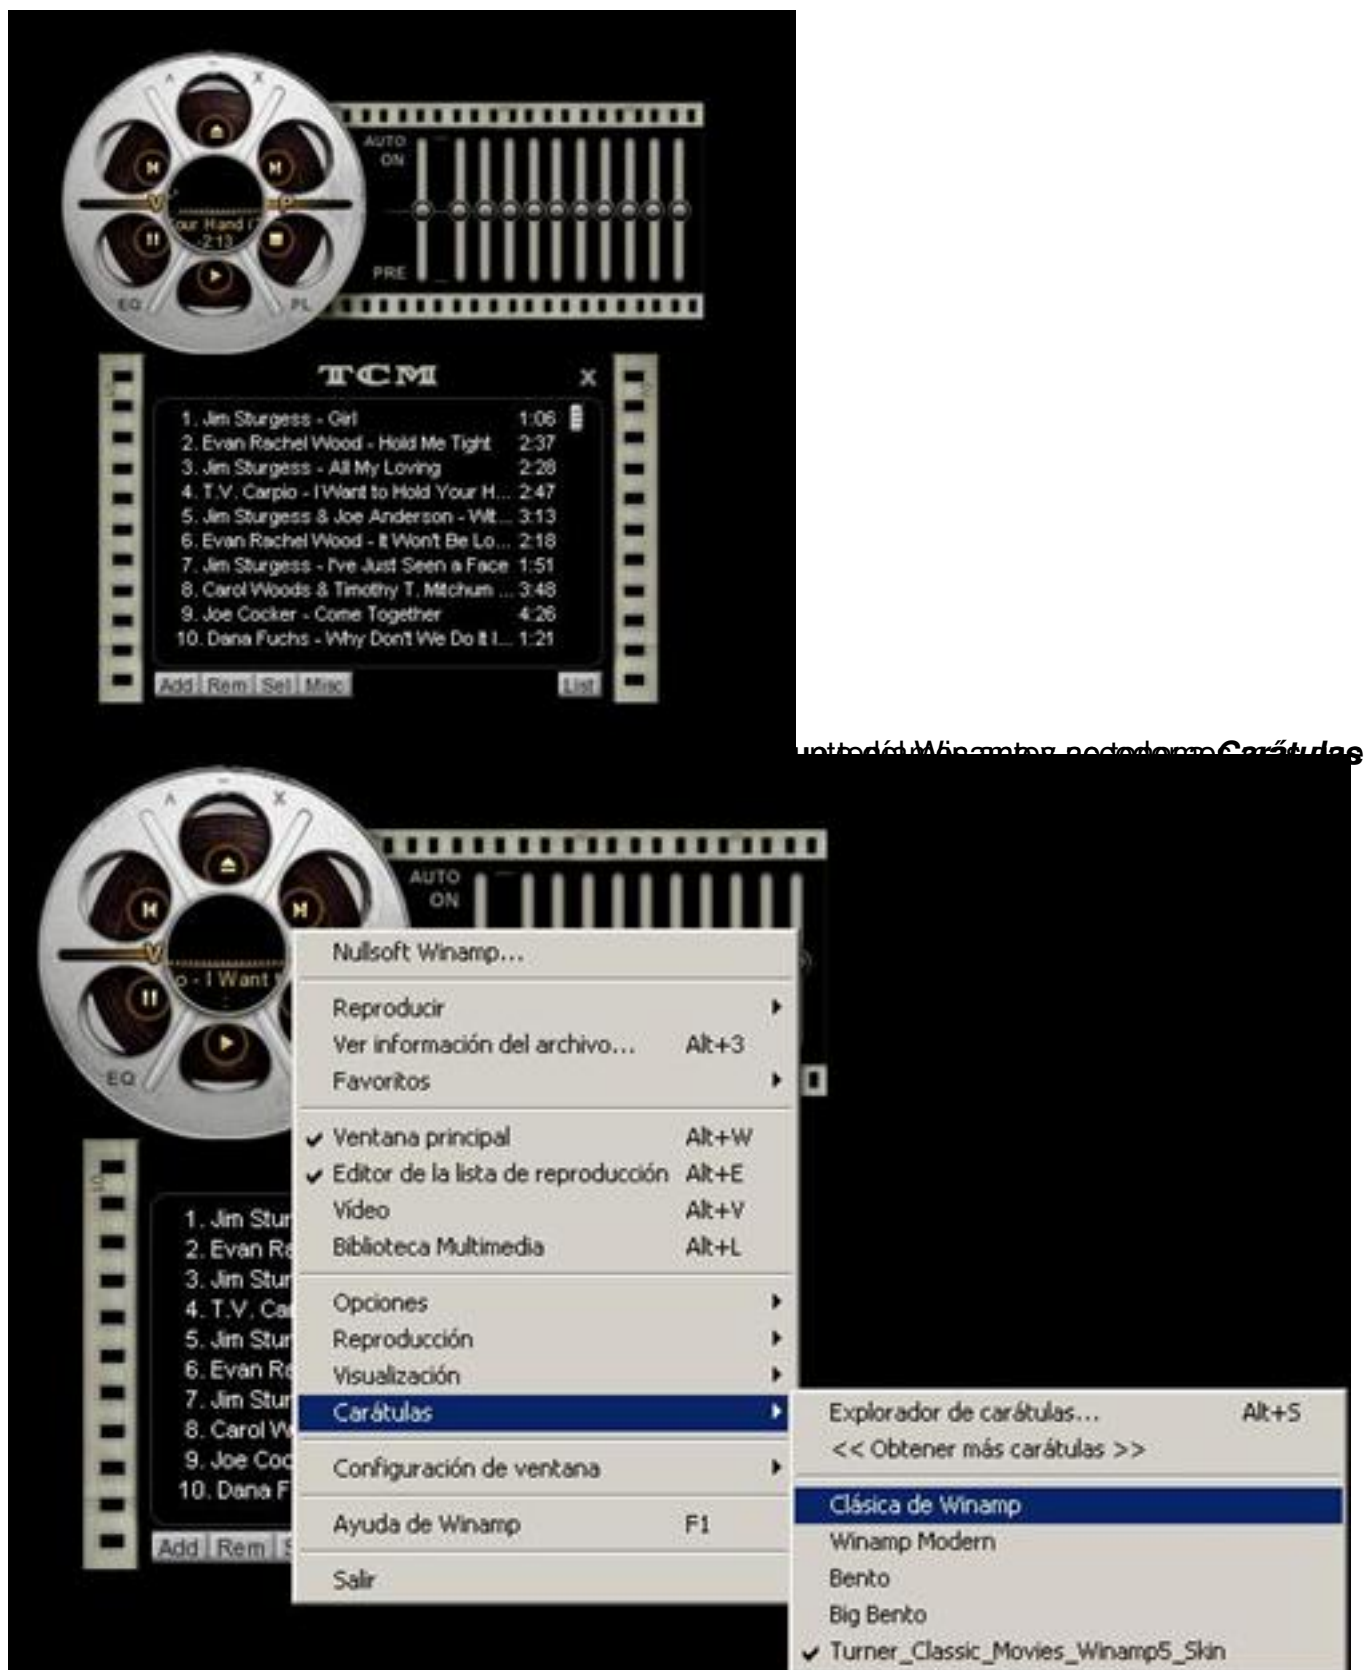 A - X
AUTO
ON
V P
our Hand (
-2:13
PRE
EQ PL
TCM X
1. Jim Sturgess - Girl 1:06
2. Evan Rachel Wood - Hold Me Tight 2:37
3. Jim Sturgess - All My Loving 2:28
4. T.V. Carpio - I Want to Hold Your H... 2:47
5. Jim Sturgess & Joe Anderson - Wit... 3:13
6. Evan Rachel Wood - It Won't Be Lo... 2:18
7. Jim Sturgess - I've Just Seen a Face 1:51
8. Carol Woods & Timothy T. Mitchum ... 3:48
9. Joe Cocker - Come Together 4:26
10. Dana Fuchs - Why Don't We Do It I... 1:21
Add Rem Sel Misc List
Carátulas
A - X
AUTO
ON
V
o - I Want
EQ
Nullsoft Winamp...
Reproducir
Ver información del archivo... Alt+3
Favoritos
Ventana principal Alt+W
Editor de la lista de reproducción Alt+E
Vídeo Alt+V
Biblioteca Multimedia Alt+L
Opciones
Reproducción
Visualización
Carátulas
Configuración de ventana
Ayuda de Winamp F1
Salir
1. Jim Stur
2. Evan Ra
3. Jim Stur
4. T.V. Car
5. Jim Stur
6. Evan Ra
7. Jim Stur
8. Carol W
9. Joe Coc
10. Dana F
Add Rem S
Explorador de carátulas... Alt+S
<< Obtener más carátulas >>
Clásica de Winamp
Winamp Modern
Bento
Big Bento
Turner_Classic_Movies_Winamp5_Skin